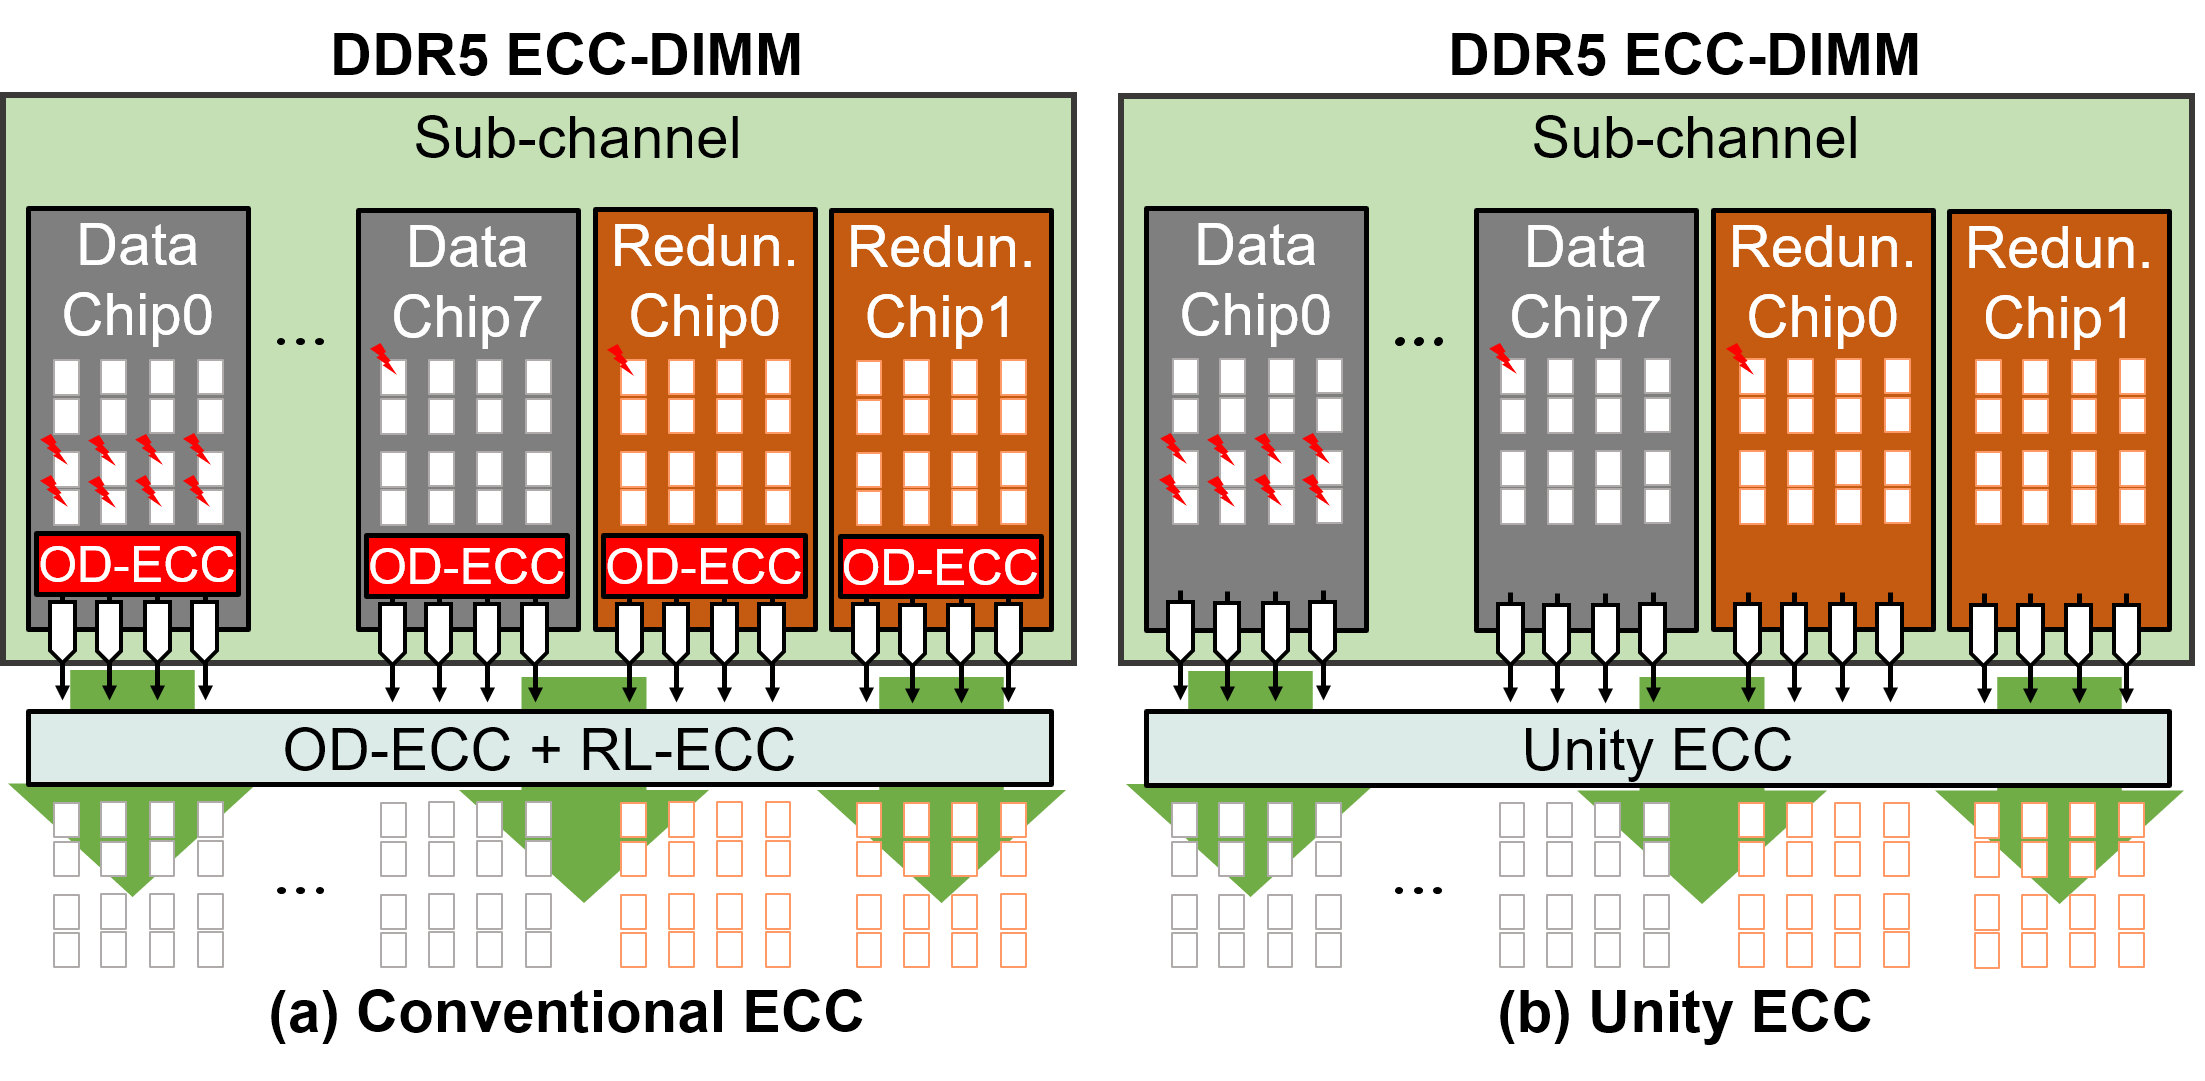 DDR5 ECC-DIMM
Sub-channel
Data Chip0
...
Data Chip7
Redun. Chip0
Redun. Chip1
OD-ECC
OD-ECC
OD-ECC
OD-ECC
OD-ECC + RL-ECC
...
(a) Conventional ECC
DDR5 ECC-DIMM
Sub-channel
Data Chip0
...
Data Chip7
Redun. Chip0
Redun. Chip1
Unity ECC
...
(b) Unity ECC